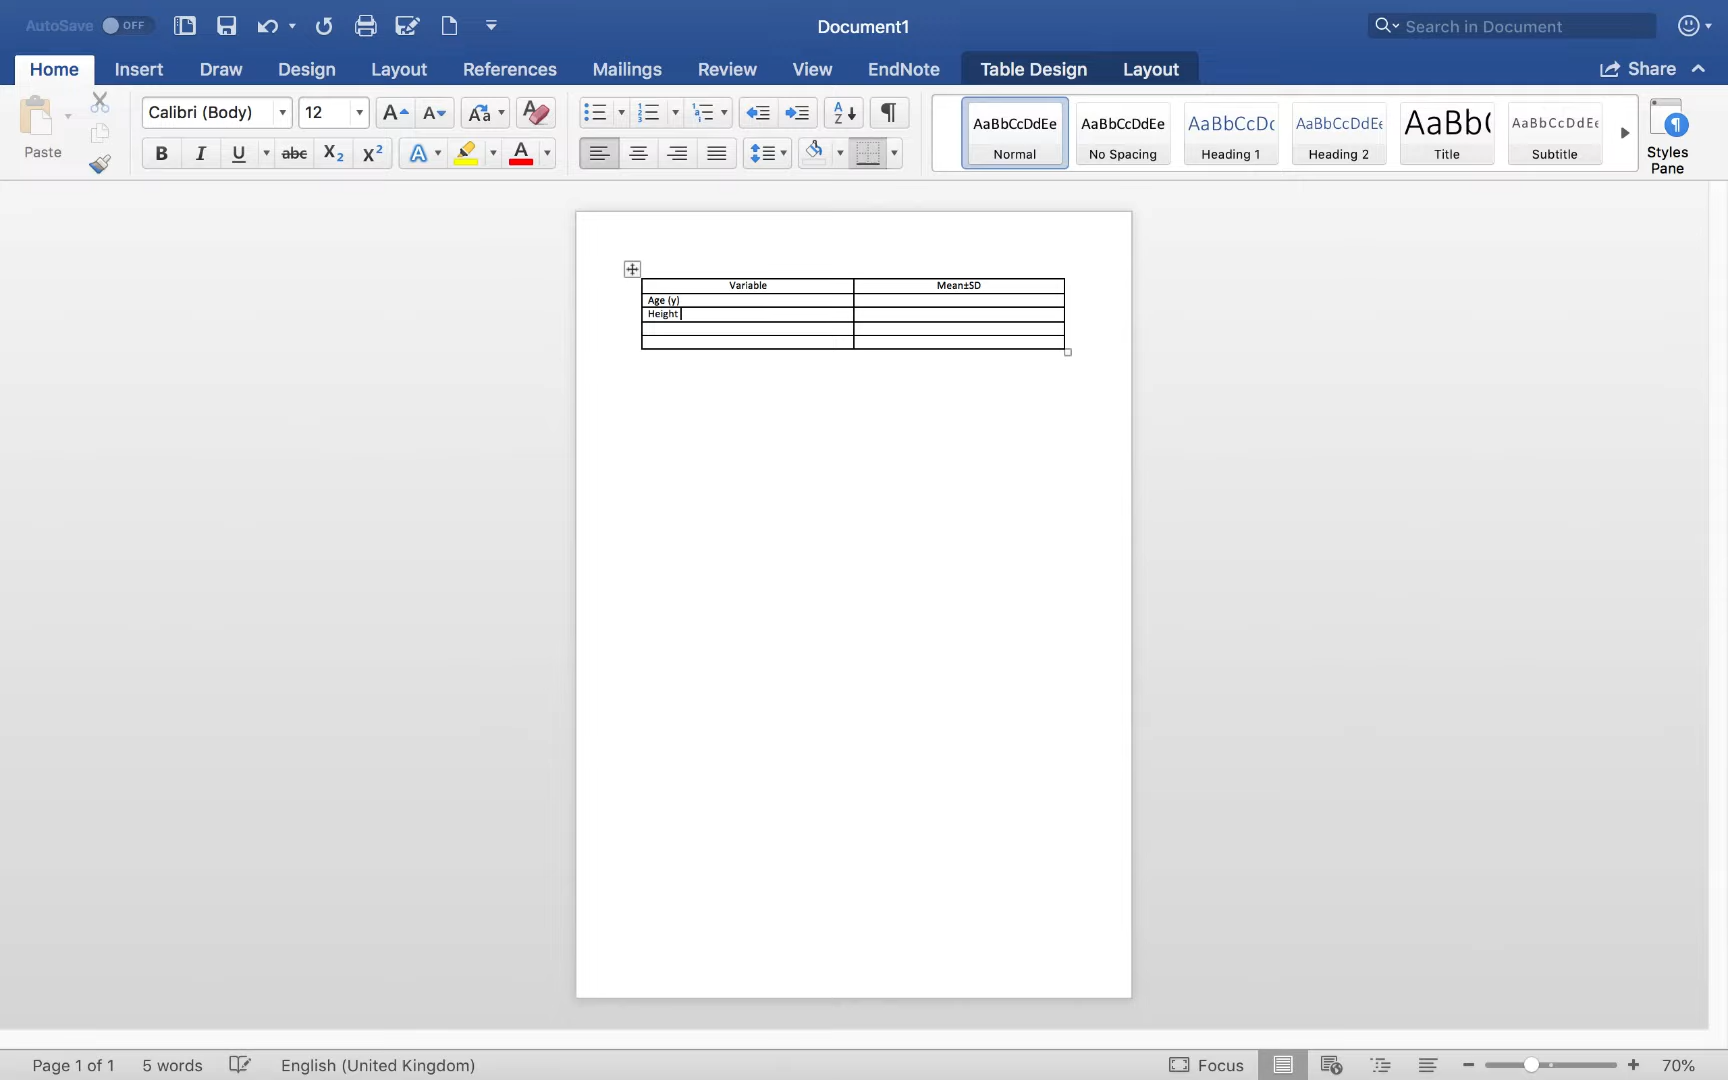 AutoSave OFF
Document1
Search in Document
Home Insert Draw Design Layout References Mailings Review View EndNote Table Design Layout Share
Paste
Calibri (Body) 12
AaBbCcDdEe Normal
AaBbCcDdEe No Spacing
AaBbCcDc Heading 1
AaBbCcDdEe Heading 2
AaBb( Title
AaBbCcDdEe Subtitle
Styles Pane
Variable Mean±SD
Age (y)
Height
Page 1 of 1 5 words English (United Kingdom) Focus 70%